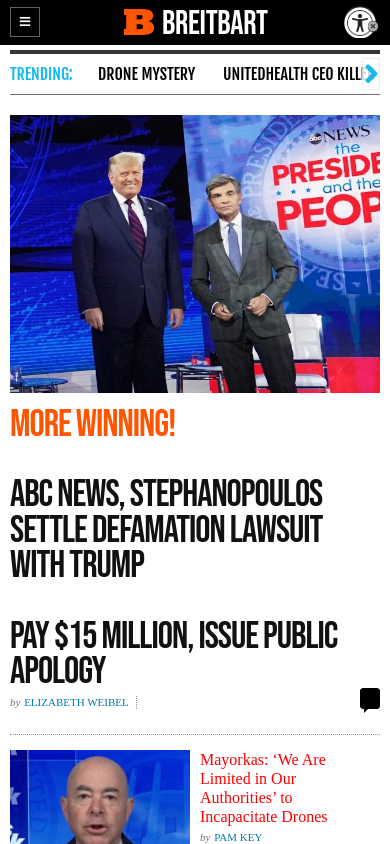 BREITBART
TRENDING:
DRONE MYSTERY
UNITEDHEALTH CEO KILLE
abc NEWS
the
PRESIDE
and the
PEOP
MORE WINNING!
ABC NEWS, STEPHANOPOULOS
SETTLE DEFAMATION LAWSUIT
WITH TRUMP
PAY $15 MILLION, ISSUE PUBLIC
APOLOGY
by ELIZABETH WEIBEL
Mayorkas: ‘We Are
Limited in Our
Authorities’ to
Incapacitate Drones
by PAM KEY